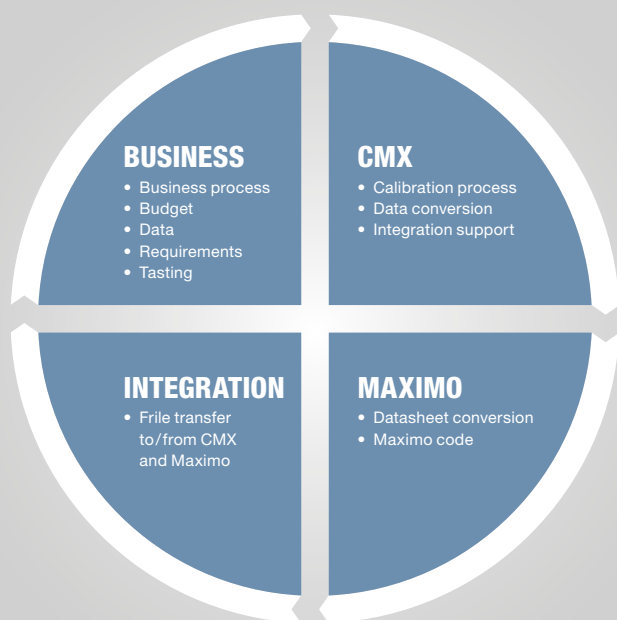 BUSINESS
• Business process
• Budget
• Data
• Requirements
• Tasting
CMX
• Calibration process
• Data conversion
• Integration support
INTEGRATION
• Frile transfer
to/from CMX
and Maximo
MAXIMO
• Datasheet conversion
• Maximo code